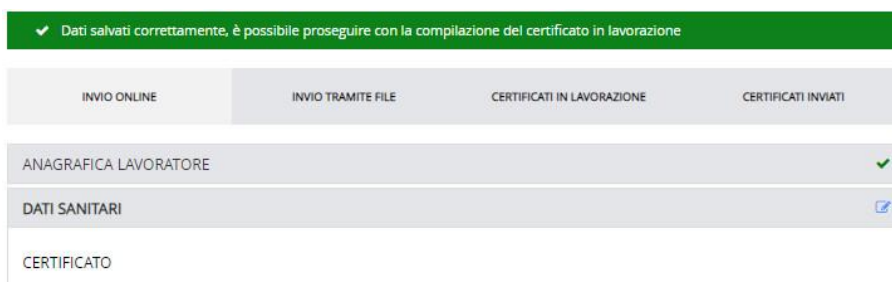 Dati salvati correttamente, è possibile proseguire con la compilazione del certificato in lavorazione
INVIO ONLINE
INVIO TRAMITE FILE
CERTIFICATI IN LAVORAZIONE
CERTIFICATI INVIATI
ANAGRAFICA LAVORATORE
DATI SANITARI
CERTIFICATO